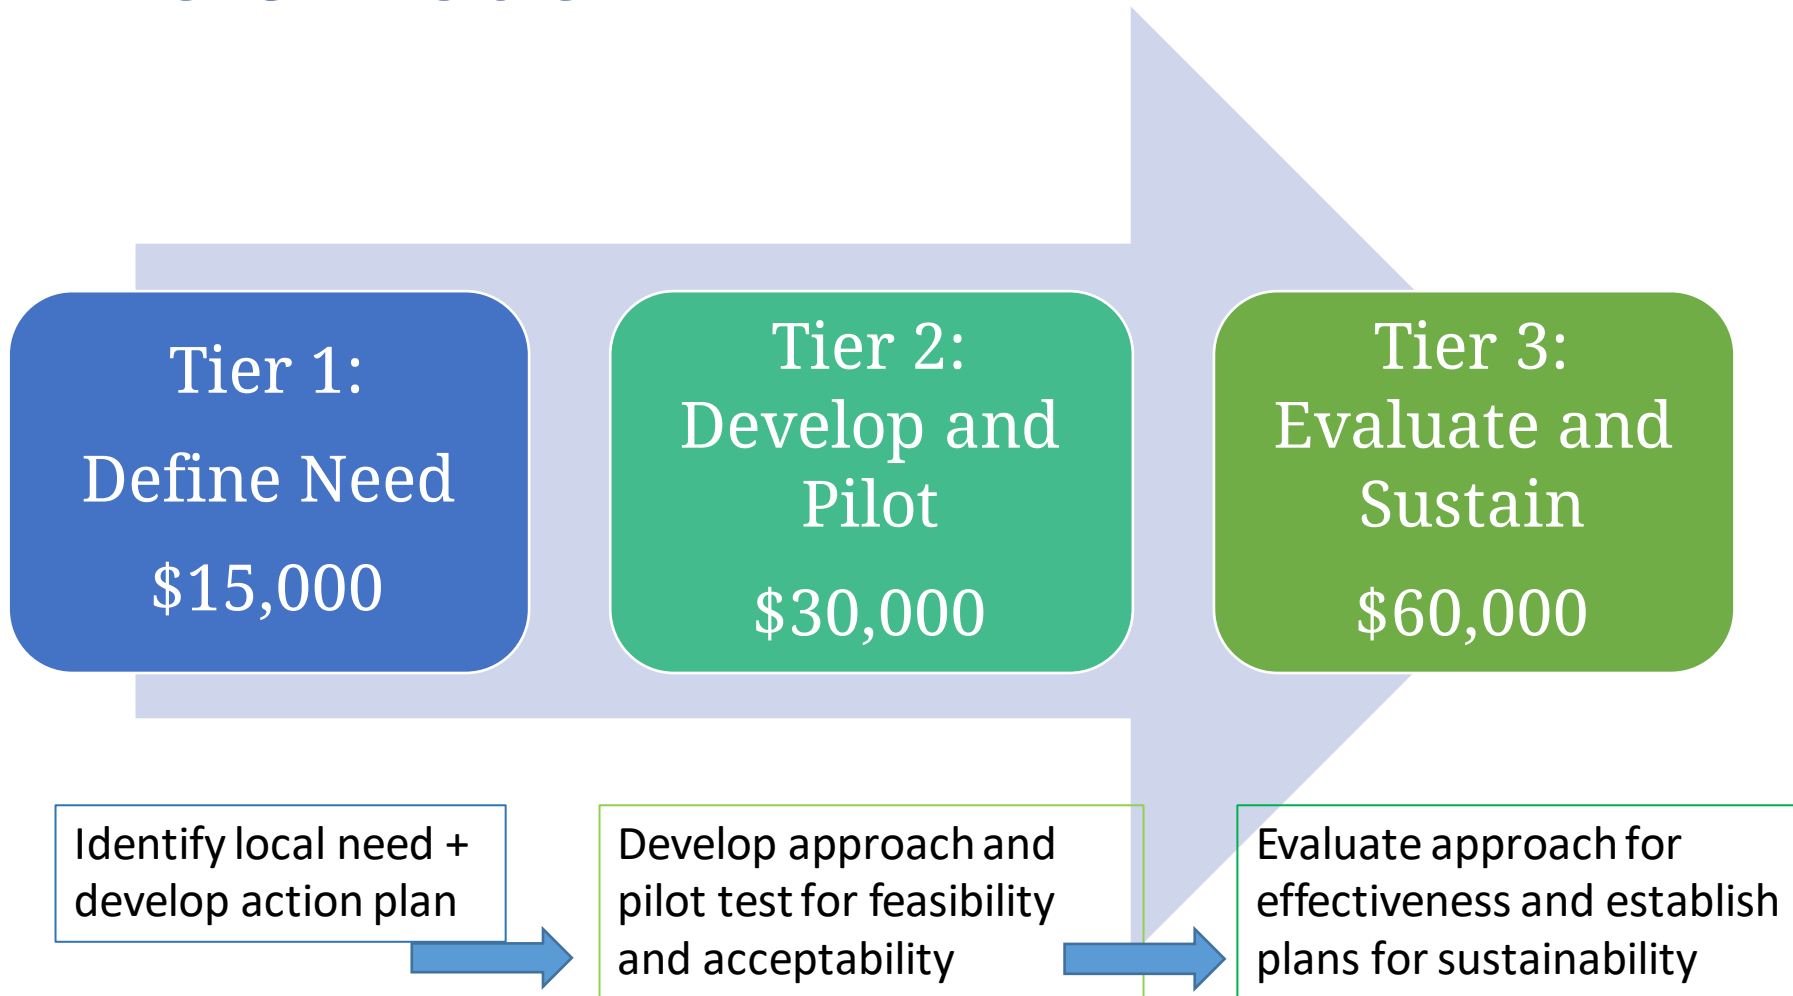 Tier 1:
Define Need
$15,000
Tier 2:
Develop and
Pilot
$30,000
Tier 3:
Evaluate and
Sustain
$60,000
Identify local need +
develop action plan
Develop approach and
pilot test for feasibility
and acceptability
Evaluate approach for
effectiveness and establish
plans for sustainability